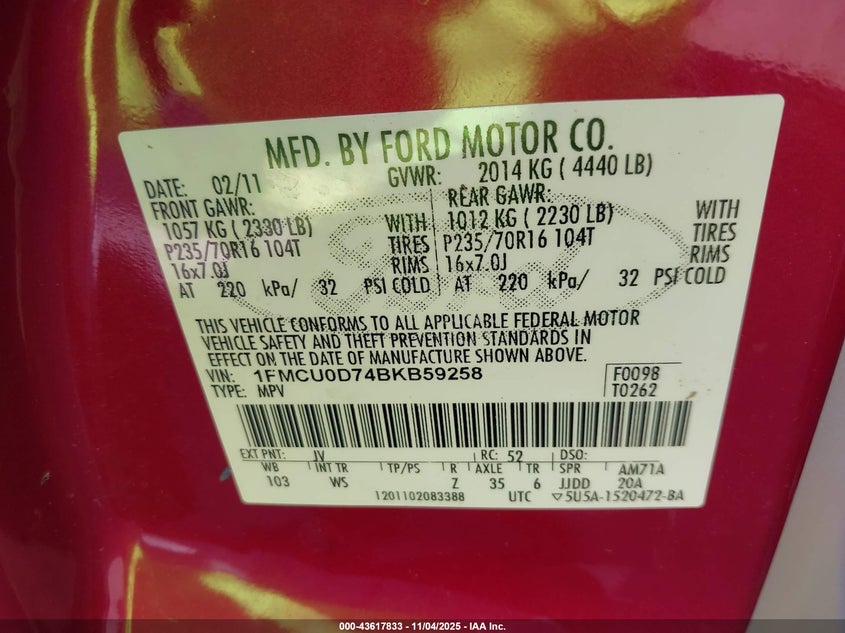 MFD. BY FORD MOTOR CO.
DATE: 02/11 GVWR: 2014 KG ( 4440 LB)
FRONT GAWR: REAR GAWR:
1057 KG ( 2330 LB) WITH 1012 KG ( 2230 LB) WITH
P235/70R16 104T TIRES P235/70R16 104T TIRES
16x7.0J RIMS 16x7.0J RIMS
AT 220 kPa/ 32 PSI COLD AT 220 kPa/ 32 PSI COLD
THIS VEHICLE CONFORMS TO ALL APPLICABLE FEDERAL MOTOR
VEHICLE SAFETY AND THEFT PREVENTION STANDARDS IN
EFFECT ON THE DATE OF MANUFACTURE SHOWN ABOVE.
VIN: 1FMCU0D74BKB59258 F0098
TYPE: MPV T0262
EXT PNT: JV RC: 52 DSO:
WB INT TR TP/PS R AXLE TR SPR AM71A
103 WS Z 35 6 JJDD 20A
1201102083388 UTC ▽5U5A-1520472-BA
Ford
000-43617833 - 11/04/2025 - IAA Inc.